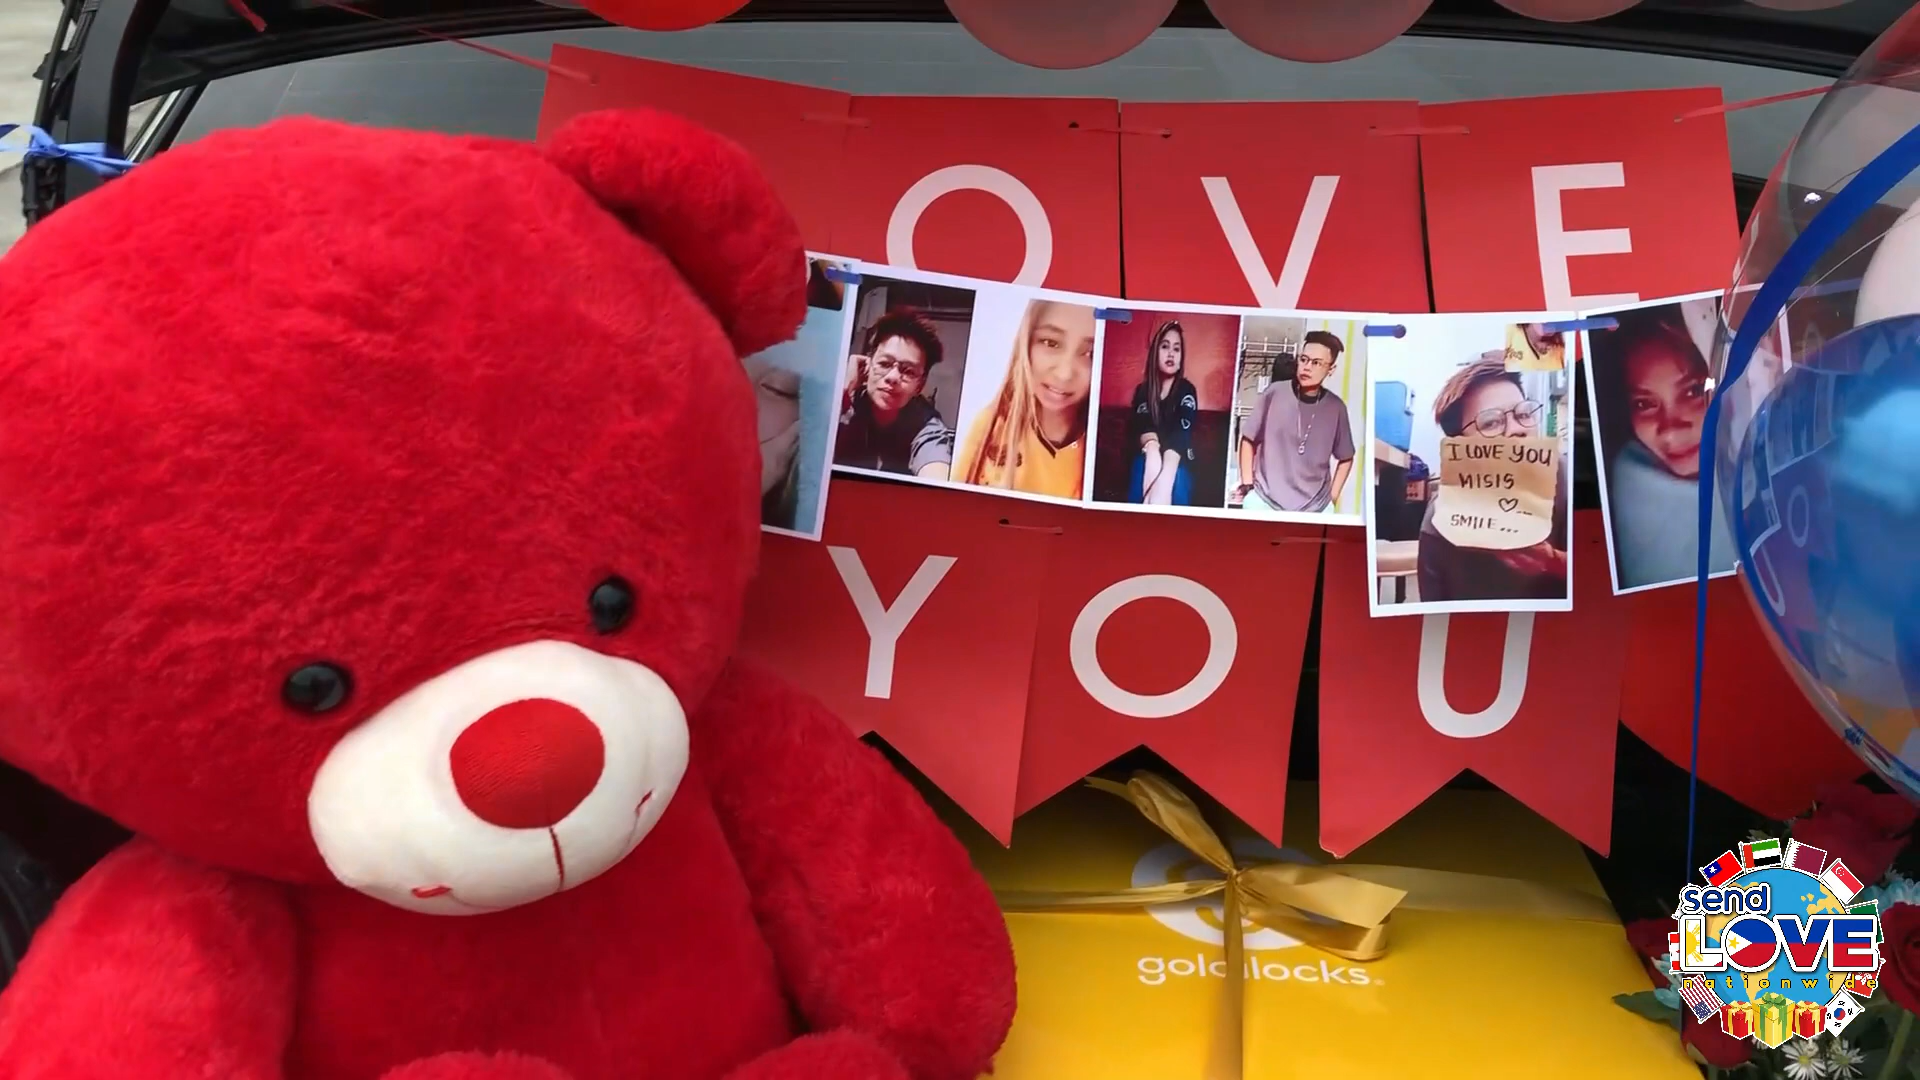 OVE
I LOVE YOU
MISIS
SMILE...
YOU
goldilocks
send
LOVE
nationwide